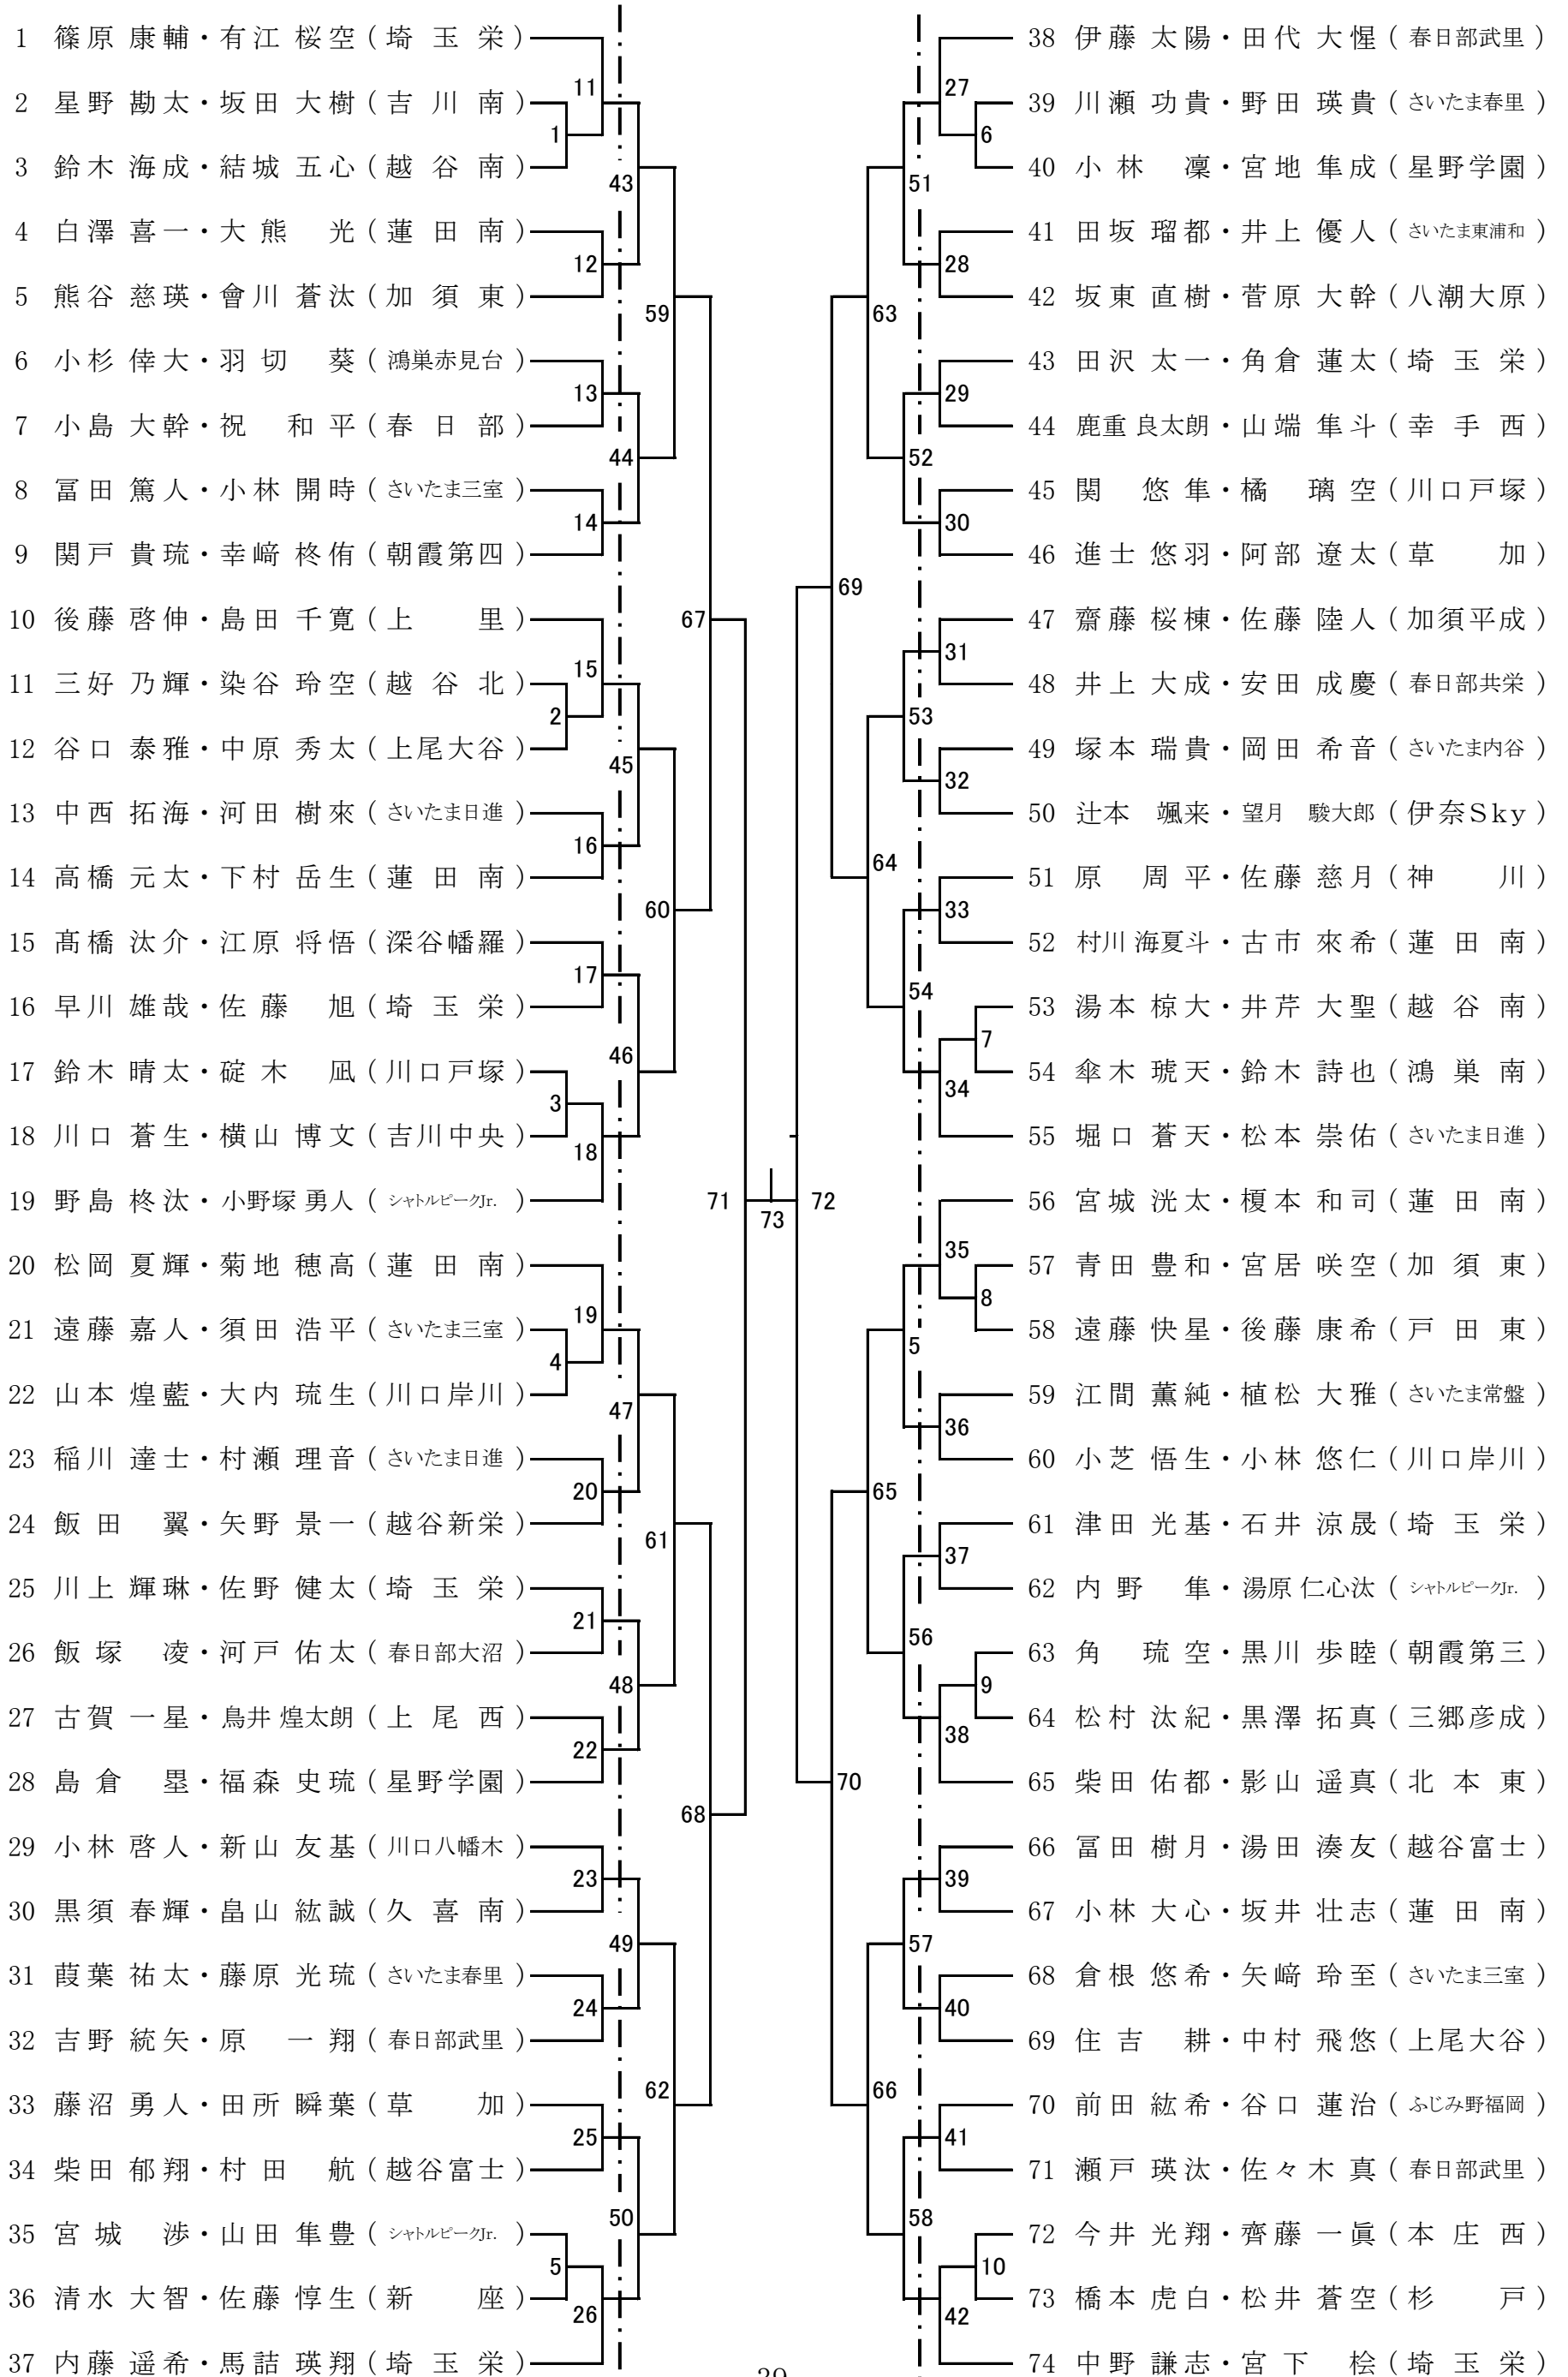 1 篠原 康輔・有江 桜空 ( 埼 玉 栄 )
2 星野 勘太・坂田 大樹 ( 吉 川 南 )
3 鈴木 海成・結城 五心 ( 越 谷 南 )
4 白澤 喜一・大熊 光 ( 蓮 田 南 )
5 熊谷 慈瑛・會川 蒼汰 ( 加 須 東 )
6 小杉 倖大・羽切 葵 ( 鴻巣赤見台 )
7 小島 大幹・祝 和平 ( 春 日 部 )
8 冨田 篤人・小林 開時 ( さいたま三室 )
9 関戸 貴琉・幸﨑 柊侑 ( 朝霞第四 )
10 後藤 啓伸・島田 千寛 ( 上 里 )
11 三好 乃輝・染谷 玲空 ( 越 谷 北 )
12 谷口 泰雅・中原 秀太 ( 上尾大谷 )
13 中西 拓海・河田 樹來 ( さいたま日進 )
14 高橋 元太・下村 岳生 ( 蓮 田 南 )
15 髙橋 汰介・江原 将悟 ( 深谷幡羅 )
16 早川 雄哉・佐藤 旭 ( 埼 玉 栄 )
17 鈴木 晴太・碇木 凪 ( 川口戸塚 )
18 川口 蒼生・横山 博文 ( 吉川中央 )
19 野島 柊汰・小野塚 勇人 ( シャトルピークJr. )
20 松岡 夏輝・菊地 穂高 ( 蓮 田 南 )
21 遠藤 嘉人・須田 浩平 ( さいたま三室 )
22 山本 煌藍・大内 琉生 ( 川口岸川 )
23 稲川 達士・村瀬 理音 ( さいたま日進 )
24 飯田 翼・矢野 景一 ( 越谷新栄 )
25 川上 輝琳・佐野 健太 ( 埼 玉 栄 )
26 飯塚 凌・河戸 佑太 ( 春日部大沼 )
27 古賀 一星・鳥井 煌太朗 ( 上 尾 西 )
28 島倉 塁・福森 史琉 ( 星野学園 )
29 小林 啓人・新山 友基 ( 川口八幡木 )
30 黒須 春輝・畠山 紘誠 ( 久 喜 南 )
31 葭葉 祐太・藤原 光琉 ( さいたま春里 )
32 吉野 統矢・原 一翔 ( 春日部武里 )
33 藤沼 勇人・田所 瞬葉 ( 草 加 )
34 柴田 郁翔・村田 航 ( 越谷富士 )
35 宮城 渉・山田 隼豊 ( シャトルピークJr. )
36 清水 大智・佐藤 惇生 ( 新 座 )
37 内藤 遥希・馬詰 瑛翔 ( 埼 玉 栄 )
1
2
3
4
5
11
12
13
14
15
16
17
18
19
20
21
22
23
24
25
26
43
44
45
46
47
48
49
50
59
60
61
62
67
68
71
73
72
69
70
63
64
65
66
51
52
53
54
5
56
57
58
27
28
29
30
31
32
33
34
35
36
37
38
39
40
41
42
6
7
8
9
10
38 伊藤 太陽・田代 大惺 ( 春日部武里 )
39 川瀬 功貴・野田 瑛貴 ( さいたま春里 )
40 小林 凜・宮地 隼成 ( 星野学園 )
41 田坂 瑠都・井上 優人 ( さいたま東浦和 )
42 坂東 直樹・菅原 大幹 ( 八潮大原 )
43 田沢 太一・角倉 蓮太 ( 埼 玉 栄 )
44 鹿重 良太朗・山端 隼斗 ( 幸 手 西 )
45 関 悠隼・橘 璃空 ( 川口戸塚 )
46 進士 悠羽・阿部 遼太 ( 草 加 )
47 齋藤 桜棟・佐藤 陸人 ( 加須平成 )
48 井上 大成・安田 成慶 ( 春日部共栄 )
49 塚本 瑞貴・岡田 希音 ( さいたま内谷 )
50 辻本 颯来・望月 駿大郎 ( 伊奈Sky )
51 原 周平・佐藤 慈月 ( 神 川 )
52 村川 海夏斗・古市 來希 ( 蓮 田 南 )
53 湯本 椋大・井芹 大聖 ( 越 谷 南 )
54 傘木 琥天・鈴木 詩也 ( 鴻 巣 南 )
55 堀口 蒼天・松本 崇佑 ( さいたま日進 )
56 宮城 洸太・榎本 和司 ( 蓮 田 南 )
57 青田 豊和・宮居 咲空 ( 加 須 東 )
58 遠藤 快星・後藤 康希 ( 戸 田 東 )
59 江間 薫純・植松 大雅 ( さいたま常盤 )
60 小芝 悟生・小林 悠仁 ( 川口岸川 )
61 津田 光基・石井 涼晟 ( 埼 玉 栄 )
62 内野 隼・湯原 仁心汰 ( シャトルピークJr. )
63 角 琉空・黒川 歩睦 ( 朝霞第三 )
64 松村 汰紀・黒澤 拓真 ( 三郷彦成 )
65 柴田 佑都・影山 遥真 ( 北 本 東 )
66 冨田 樹月・湯田 湊友 ( 越谷富士 )
67 小林 大心・坂井 壮志 ( 蓮 田 南 )
68 倉根 悠希・矢﨑 玲至 ( さいたま三室 )
69 住吉 耕・中村 飛悠 ( 上尾大谷 )
70 前田 紘希・谷口 蓮治 ( ふじみ野福岡 )
71 瀬戸 瑛汰・佐々木 真 ( 春日部武里 )
72 今井 光翔・齊藤 一眞 ( 本 庄 西 )
73 橋本 虎白・松井 蒼空 ( 杉 戸 )
74 中野 謙志・宮下 桧 ( 埼 玉 栄 )